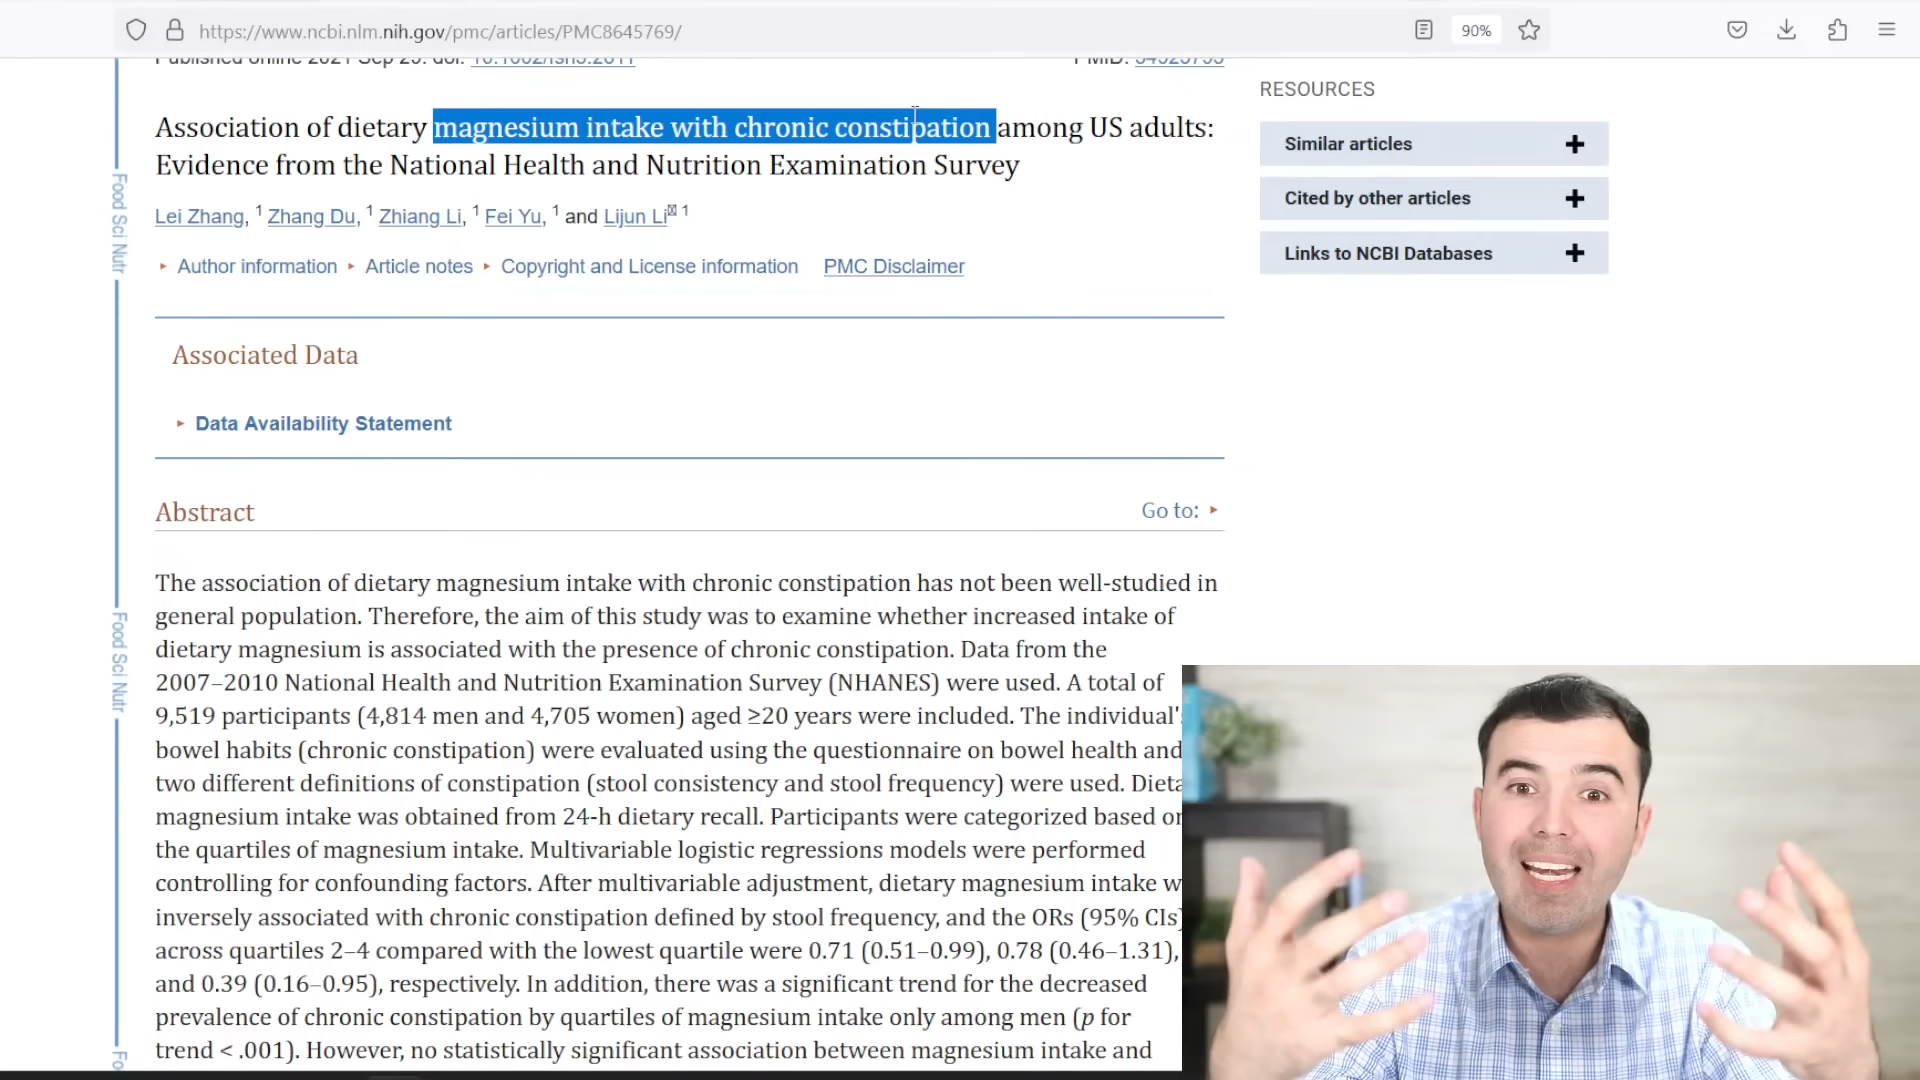 https://www.ncbi.nlm.nih.gov/pmc/articles/PMC8645769/
90%
Published online 2021 Sep 29. doi: 10.1002/fsn3.2611
PMID:
Association of dietary magnesium intake with chronic constipation among US adults:
Evidence from the National Health and Nutrition Examination Survey
Lei Zhang, 1 Zhang Du, 1 Zhiang Li, 1 Fei Yu, 1 and Lijun Li 1
Author information Article notes Copyright and License information PMC Disclaimer
Associated Data
Data Availability Statement
Abstract
Go to:
The association of dietary magnesium intake with chronic constipation has not been well-studied in
general population. Therefore, the aim of this study was to examine whether increased intake of
dietary magnesium is associated with the presence of chronic constipation. Data from the
2007–2010 National Health and Nutrition Examination Survey (NHANES) were used. A total of
9,519 participants (4,814 men and 4,705 women) aged ≥20 years were included. The individual's
bowel habits (chronic constipation) were evaluated using the questionnaire on bowel health and
two different definitions of constipation (stool consistency and stool frequency) were used. Dieta
magnesium intake was obtained from 24-h dietary recall. Participants were categorized based on
the quartiles of magnesium intake. Multivariable logistic regressions models were performed
controlling for confounding factors. After multivariable adjustment, dietary magnesium intake w
inversely associated with chronic constipation defined by stool frequency, and the ORs (95% CIs)
across quartiles 2–4 compared with the lowest quartile were 0.71 (0.51–0.99), 0.78 (0.46–1.31),
and 0.39 (0.16–0.95), respectively. In addition, there was a significant trend for the decreased
prevalence of chronic constipation by quartiles of magnesium intake only among men (p for
trend < .001). However, no statistically significant association between magnesium intake and
Food Sci Nutr
Food Sci Nutr
Fo
RESOURCES
Similar articles
Cited by other articles
Links to NCBI Databases